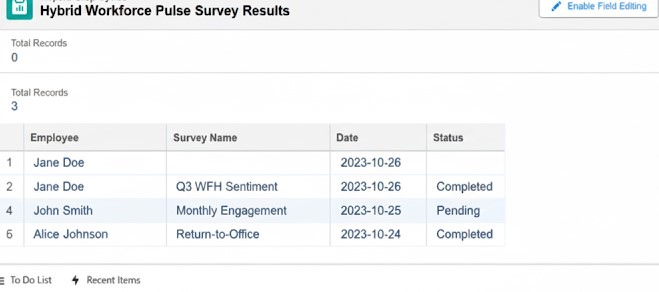 Hybrid Workforce Pulse Survey Results
Enable Field Editing
Total Records
0
Total Records
3
Employee Survey Name Date Status
1 Jane Doe 2023-10-26
2 Jane Doe Q3 WFH Sentiment 2023-10-26 Completed
4 John Smith Monthly Engagement 2023-10-25 Pending
6 Alice Johnson Return-to-Office 2023-10-24 Completed
To Do List Recent Items